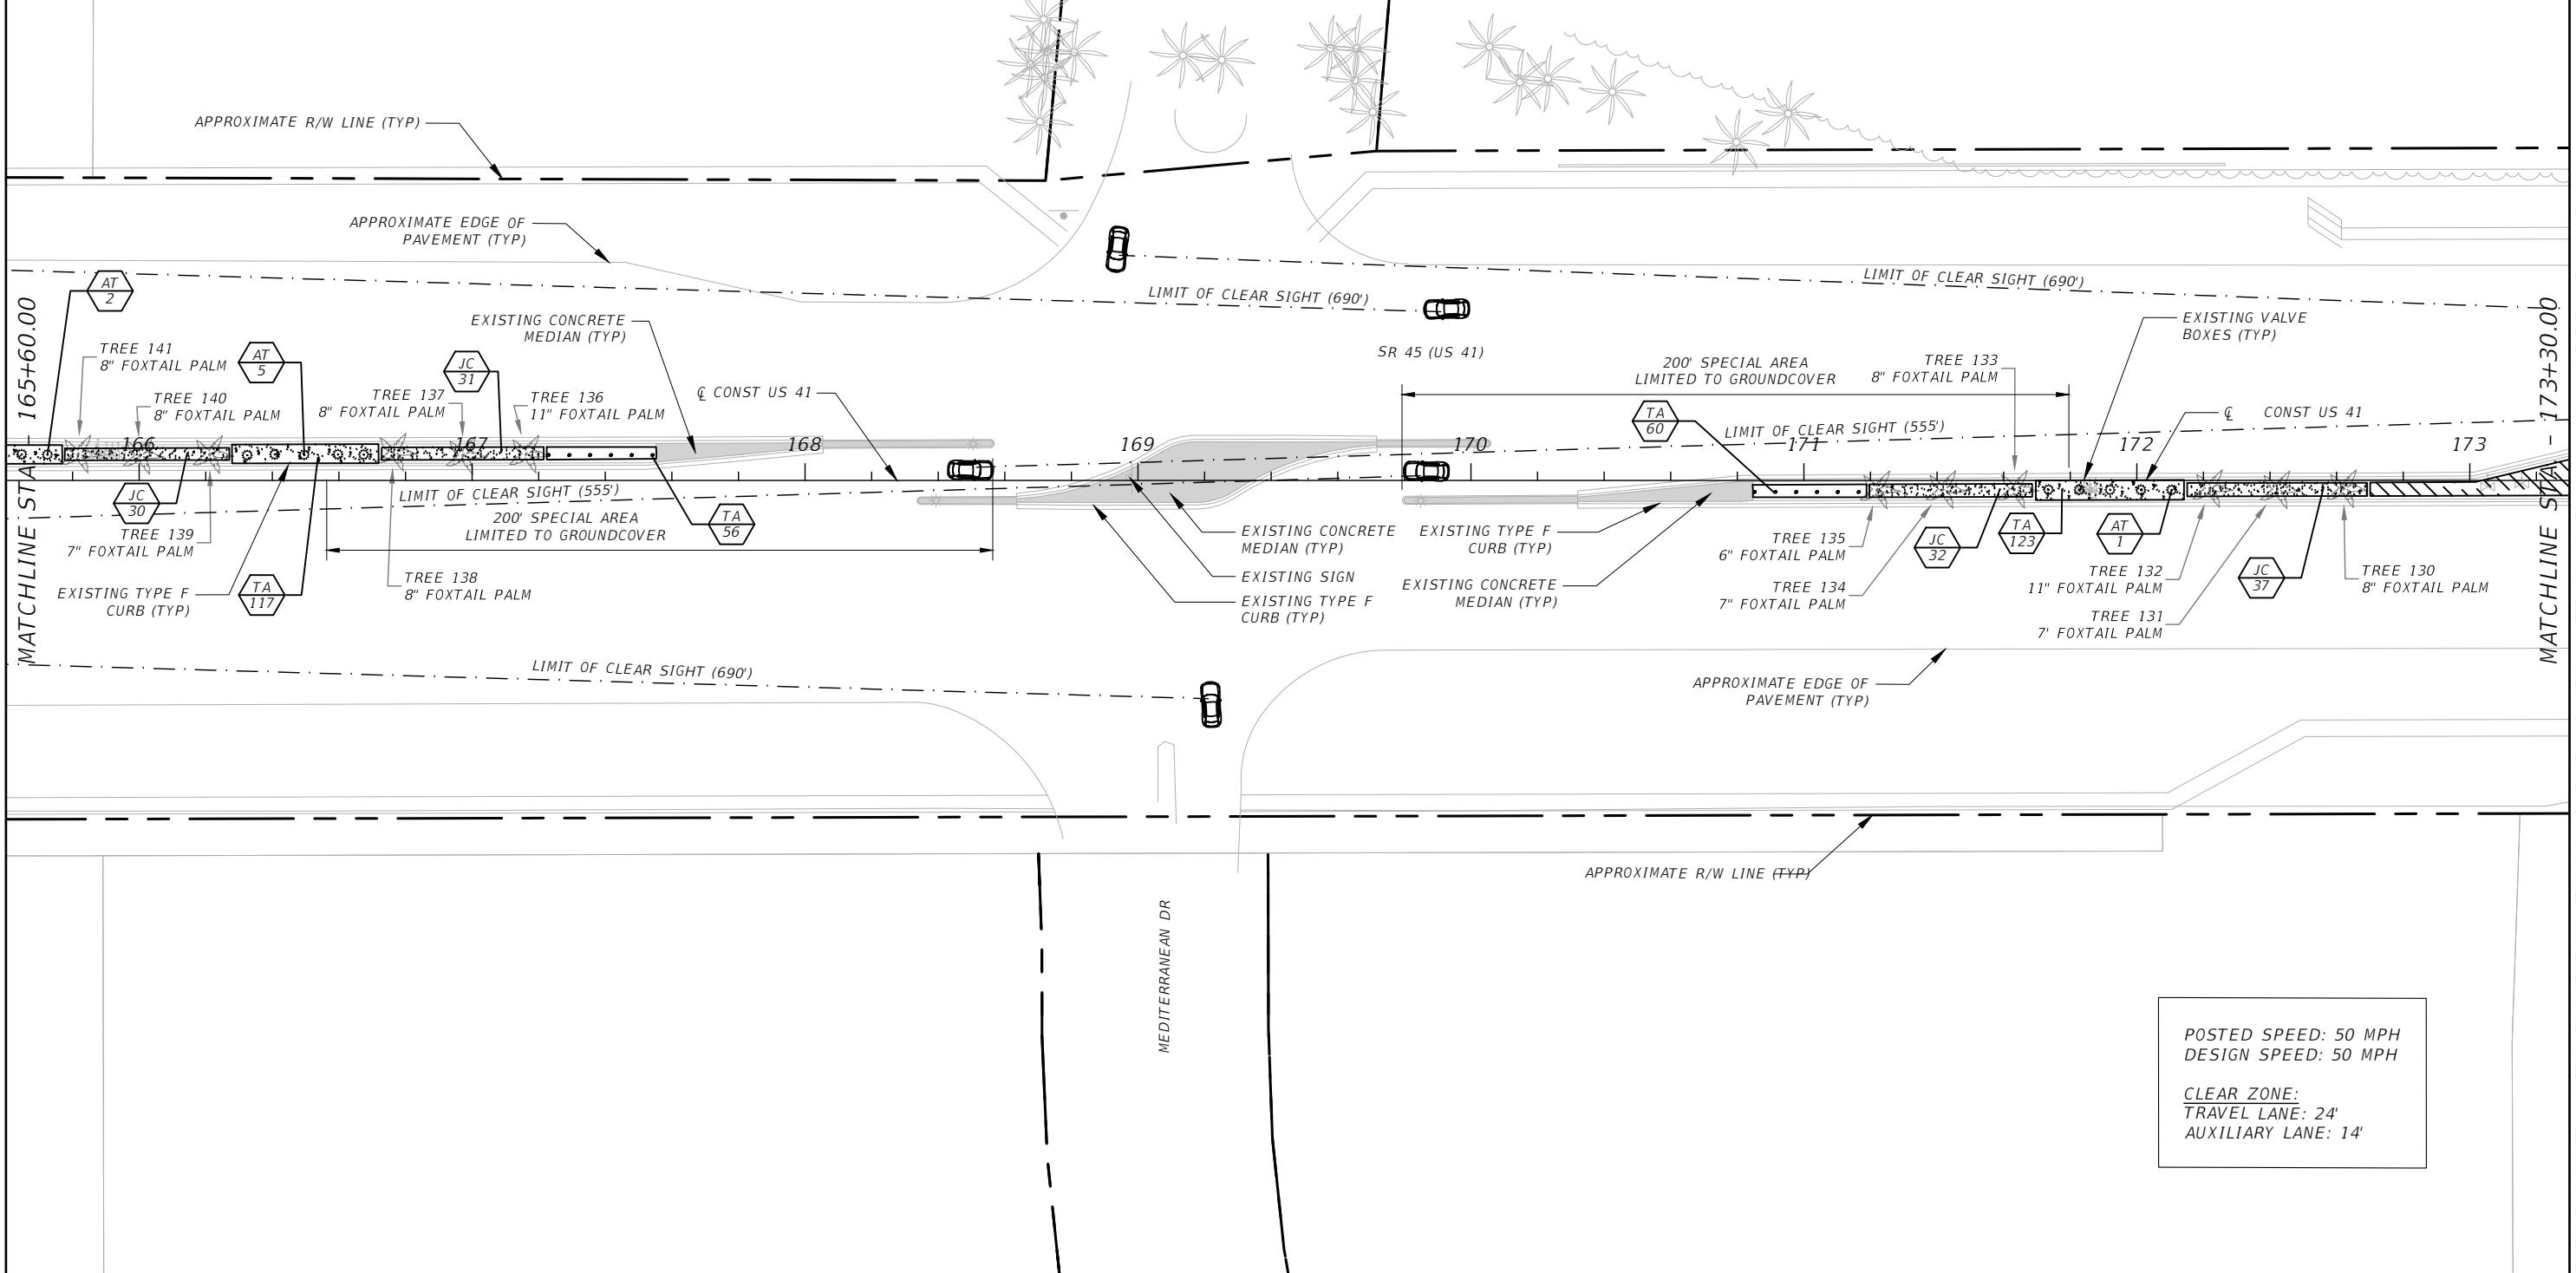 APPROXIMATE R/W LINE (TYP)
APPROXIMATE EDGE OF
PAVEMENT (TYP)
LIMIT OF CLEAR SIGHT (690')
LIMIT OF CLEAR SIGHT (690')
MATCHLINE STA - 165+60.00
AT
2
TREE 141
8" FOXTAIL PALM
AT
5
TREE 140
8" FOXTAIL PALM
TREE 137
8" FOXTAIL PALM
JC
31
EXISTING CONCRETE
MEDIAN (TYP)
TREE 136
11" FOXTAIL PALM
℄ CONST US 41
SR 45 (US 41)
200' SPECIAL AREA
LIMITED TO GROUNDCOVER
TREE 133
8" FOXTAIL PALM
EXISTING VALVE
BOXES (TYP)
℄ CONST US 41
TA
60
LIMIT OF CLEAR SIGHT (555')
MATCHLINE STA - 173+30.00
166
167
168
169
170
171
172
173
JC
30
TREE 139
7" FOXTAIL PALM
LIMIT OF CLEAR SIGHT (555')
200' SPECIAL AREA
LIMITED TO GROUNDCOVER
TA
56
EXISTING TYPE F
CURB (TYP)
TA
117
TREE 138
8" FOXTAIL PALM
EXISTING CONCRETE
MEDIAN (TYP)
EXISTING SIGN
EXISTING TYPE F
CURB (TYP)
EXISTING TYPE F
CURB (TYP)
EXISTING CONCRETE
MEDIAN (TYP)
TREE 135
6" FOXTAIL PALM
TREE 134
7" FOXTAIL PALM
JC
32
TA
123
AT
1
TREE 132
11" FOXTAIL PALM
TREE 131
7' FOXTAIL PALM
JC
37
TREE 130
8" FOXTAIL PALM
LIMIT OF CLEAR SIGHT (690')
APPROXIMATE EDGE OF
PAVEMENT (TYP)
APPROXIMATE R/W LINE (TYP)
MEDITERRANEAN DR
POSTED SPEED: 50 MPH
DESIGN SPEED: 50 MPH
CLEAR ZONE:
TRAVEL LANE: 24'
AUXILIARY LANE: 14'